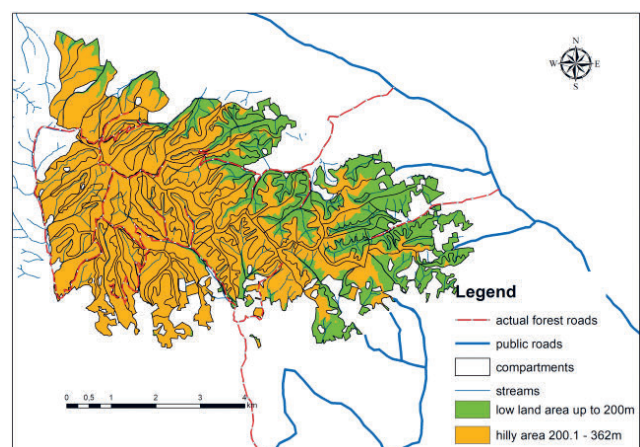 N
W E
S
Legend
actual forest roads
public roads
compartments
streams
low land area up to 200m
hilly area 200.1 - 362m
0 0,5 1 2 3 4
km